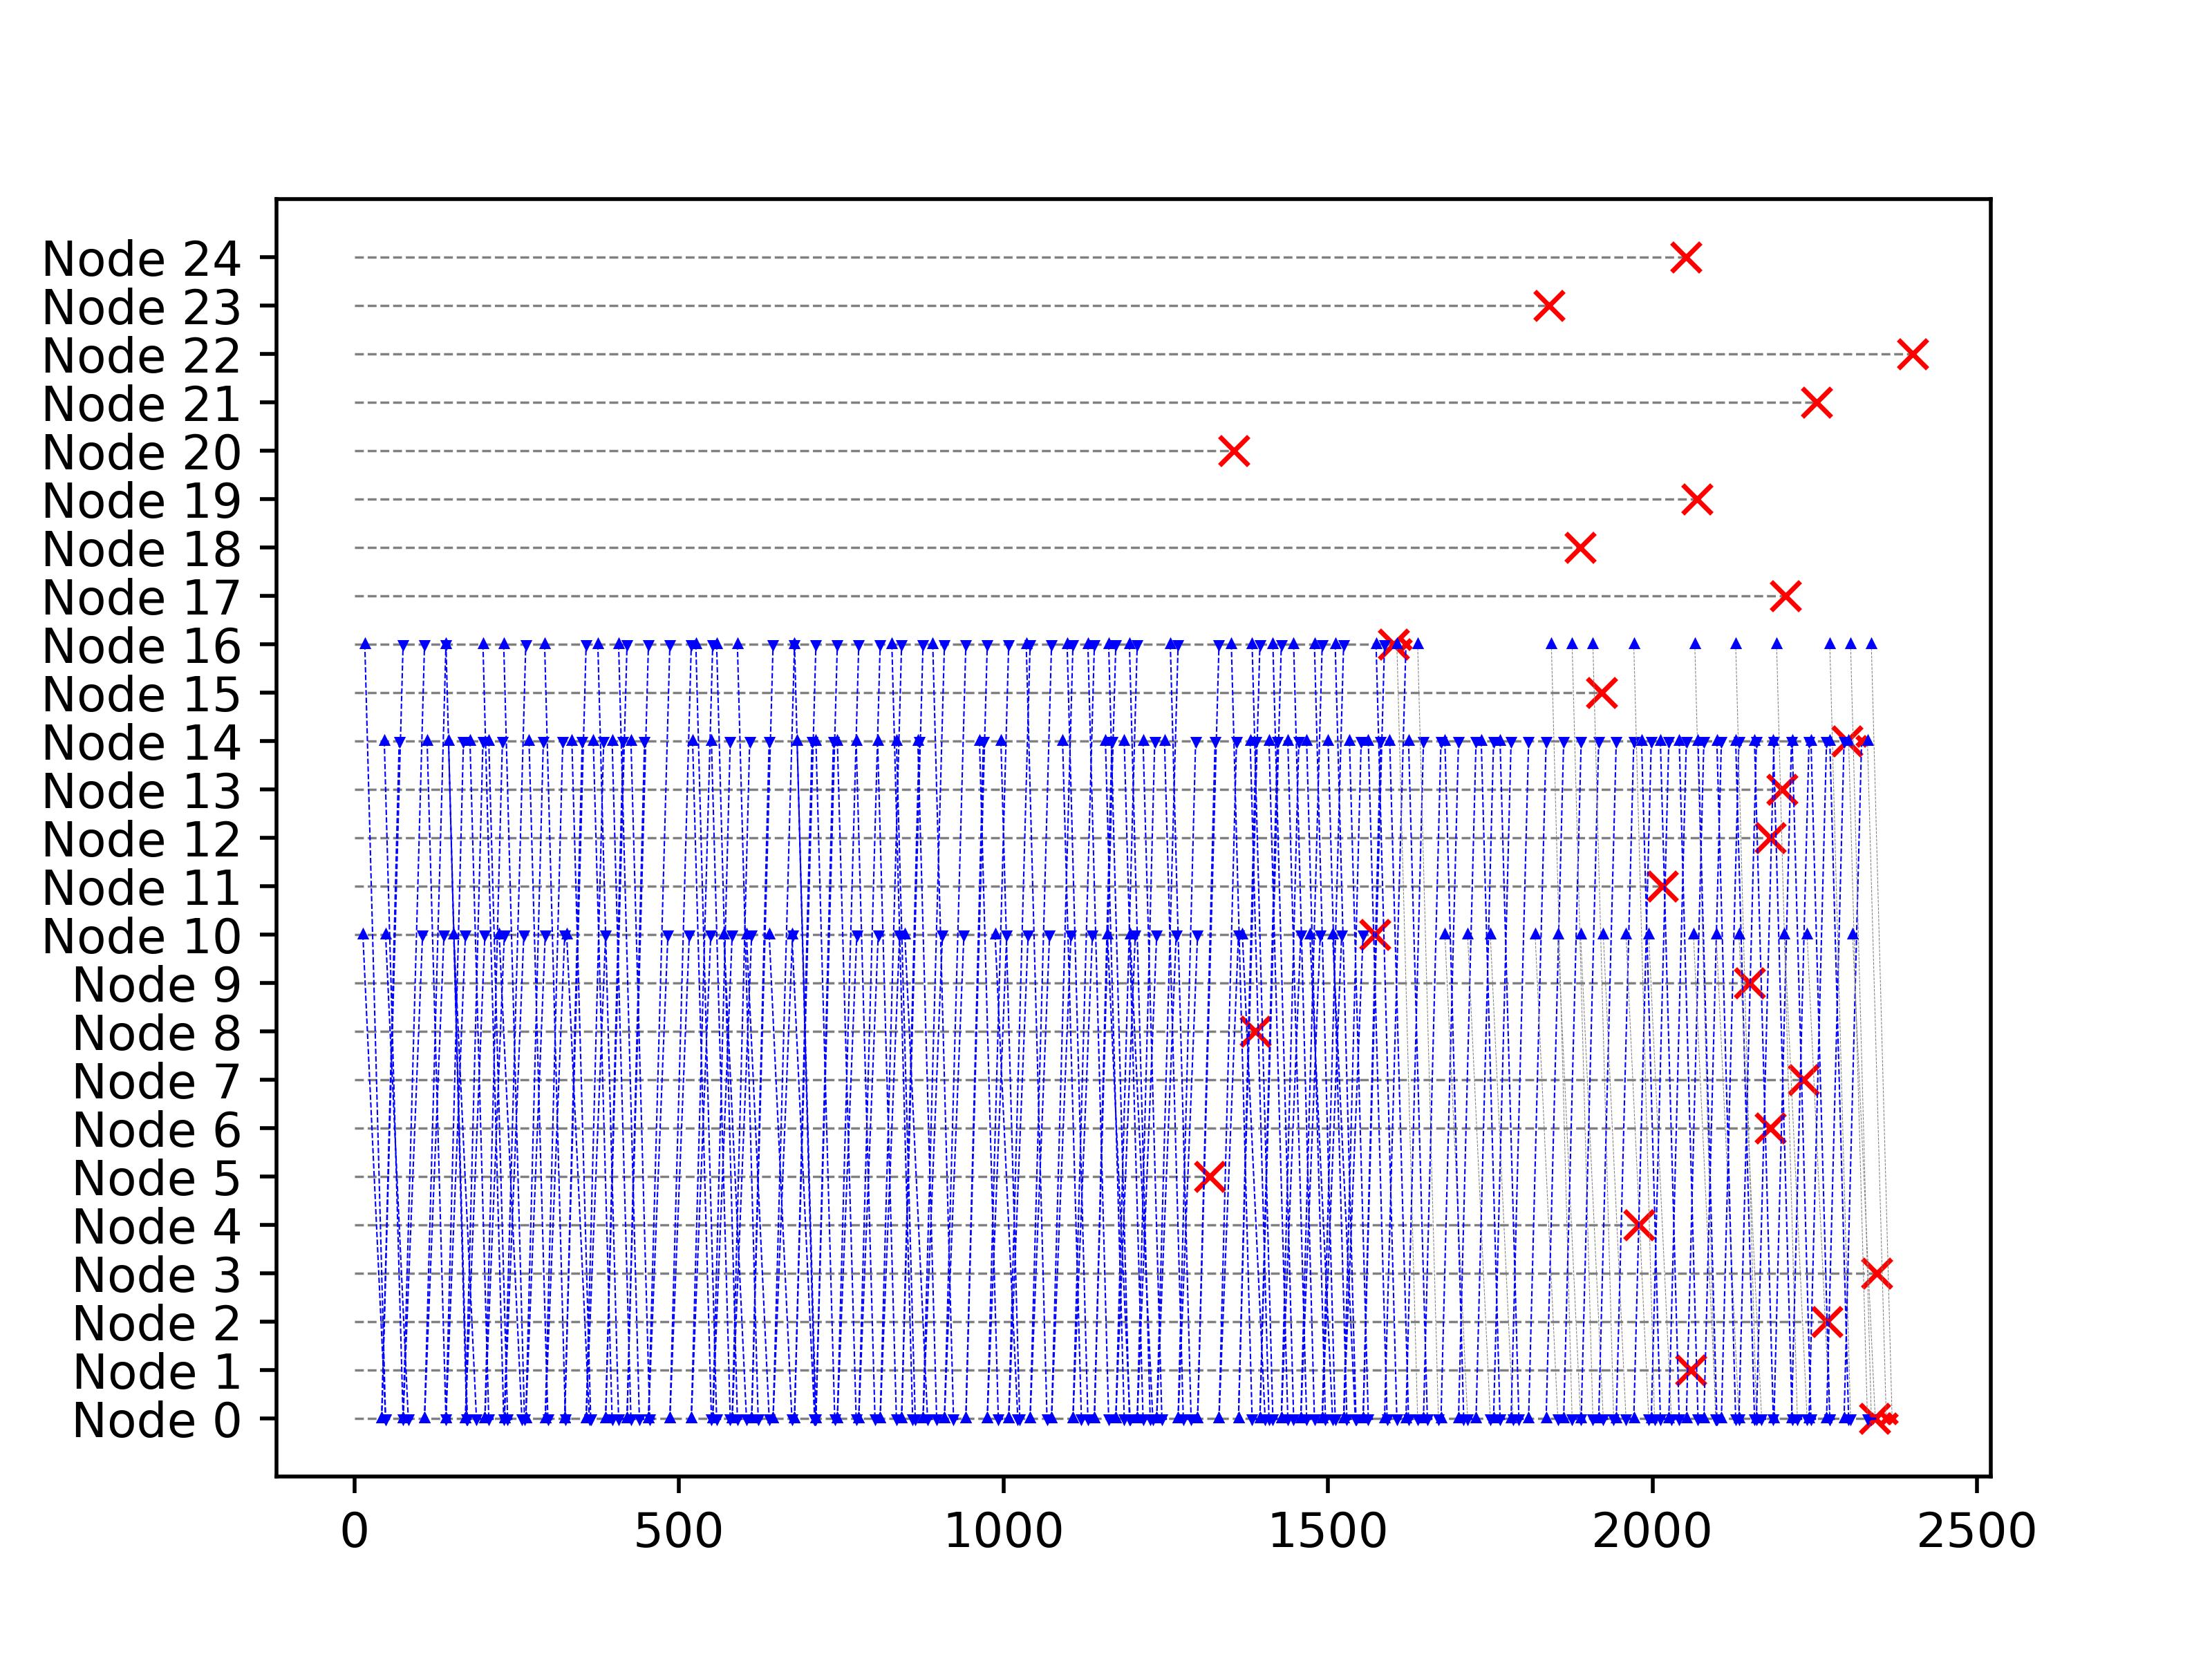 Node 24
Node 23
Node 22
Node 21
Node 20
Node 19
Node 18
Node 17
Node 16
Node 15
Node 14
Node 13
Node 12
Node 11
Node 10
Node 9
Node 8
Node 7
Node 6
Node 5
Node 4
Node 3
Node 2
Node 1
Node 0
0 500 1000 1500 2000 2500